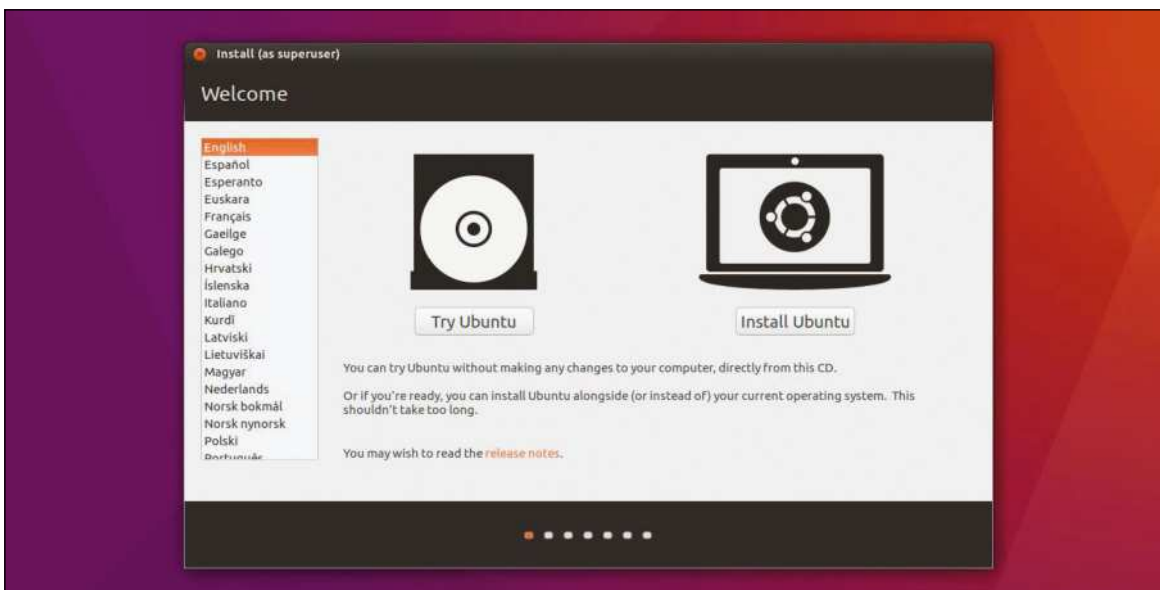 Install (as superuser)
Welcome
English
Español
Esperanto
Euskara
Français
Gaeilge
Galego
Hrvatski
Íslenska
Italiano
Kurdî
Latviski
Lietuviškai
Magyar
Nederlands
Norsk bokmål
Norsk nynorsk
Polski
Português
Try Ubuntu
Install Ubuntu
You can try Ubuntu without making any changes to your computer, directly from this CD.
Or if you're ready, you can install Ubuntu alongside (or instead of) your current operating system. This
shouldn't take too long.
You may wish to read the release notes.